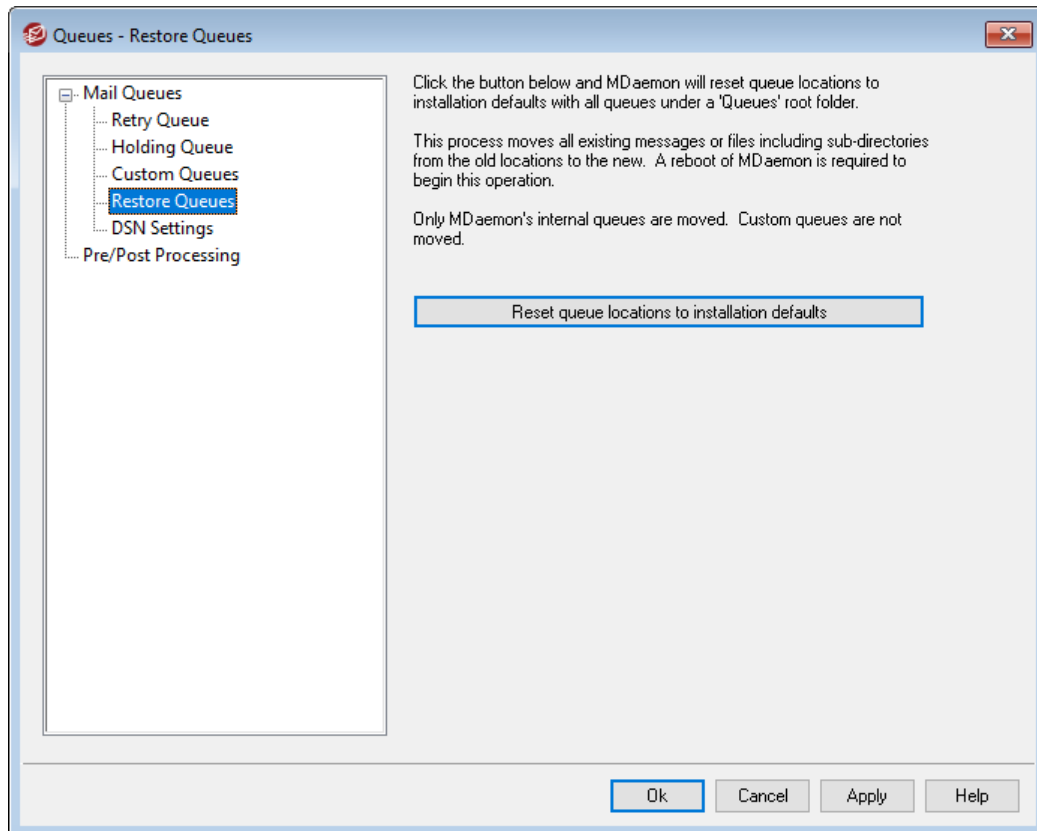 Queues - Restore Queues
Mail Queues
Retry Queue
Holding Queue
Custom Queues
Restore Queues
DSN Settings
Pre/Post Processing
Click the button below and MDaemon will reset queue locations to
installation defaults with all queues under a 'Queues' root folder.
This process moves all existing messages or files including sub-directories
from the old locations to the new.  A reboot of MDaemon is required to
begin this operation.
Only MDaemon's internal queues are moved.  Custom queues are not
moved.
Reset queue locations to installation defaults
Ok
Cancel
Apply
Help